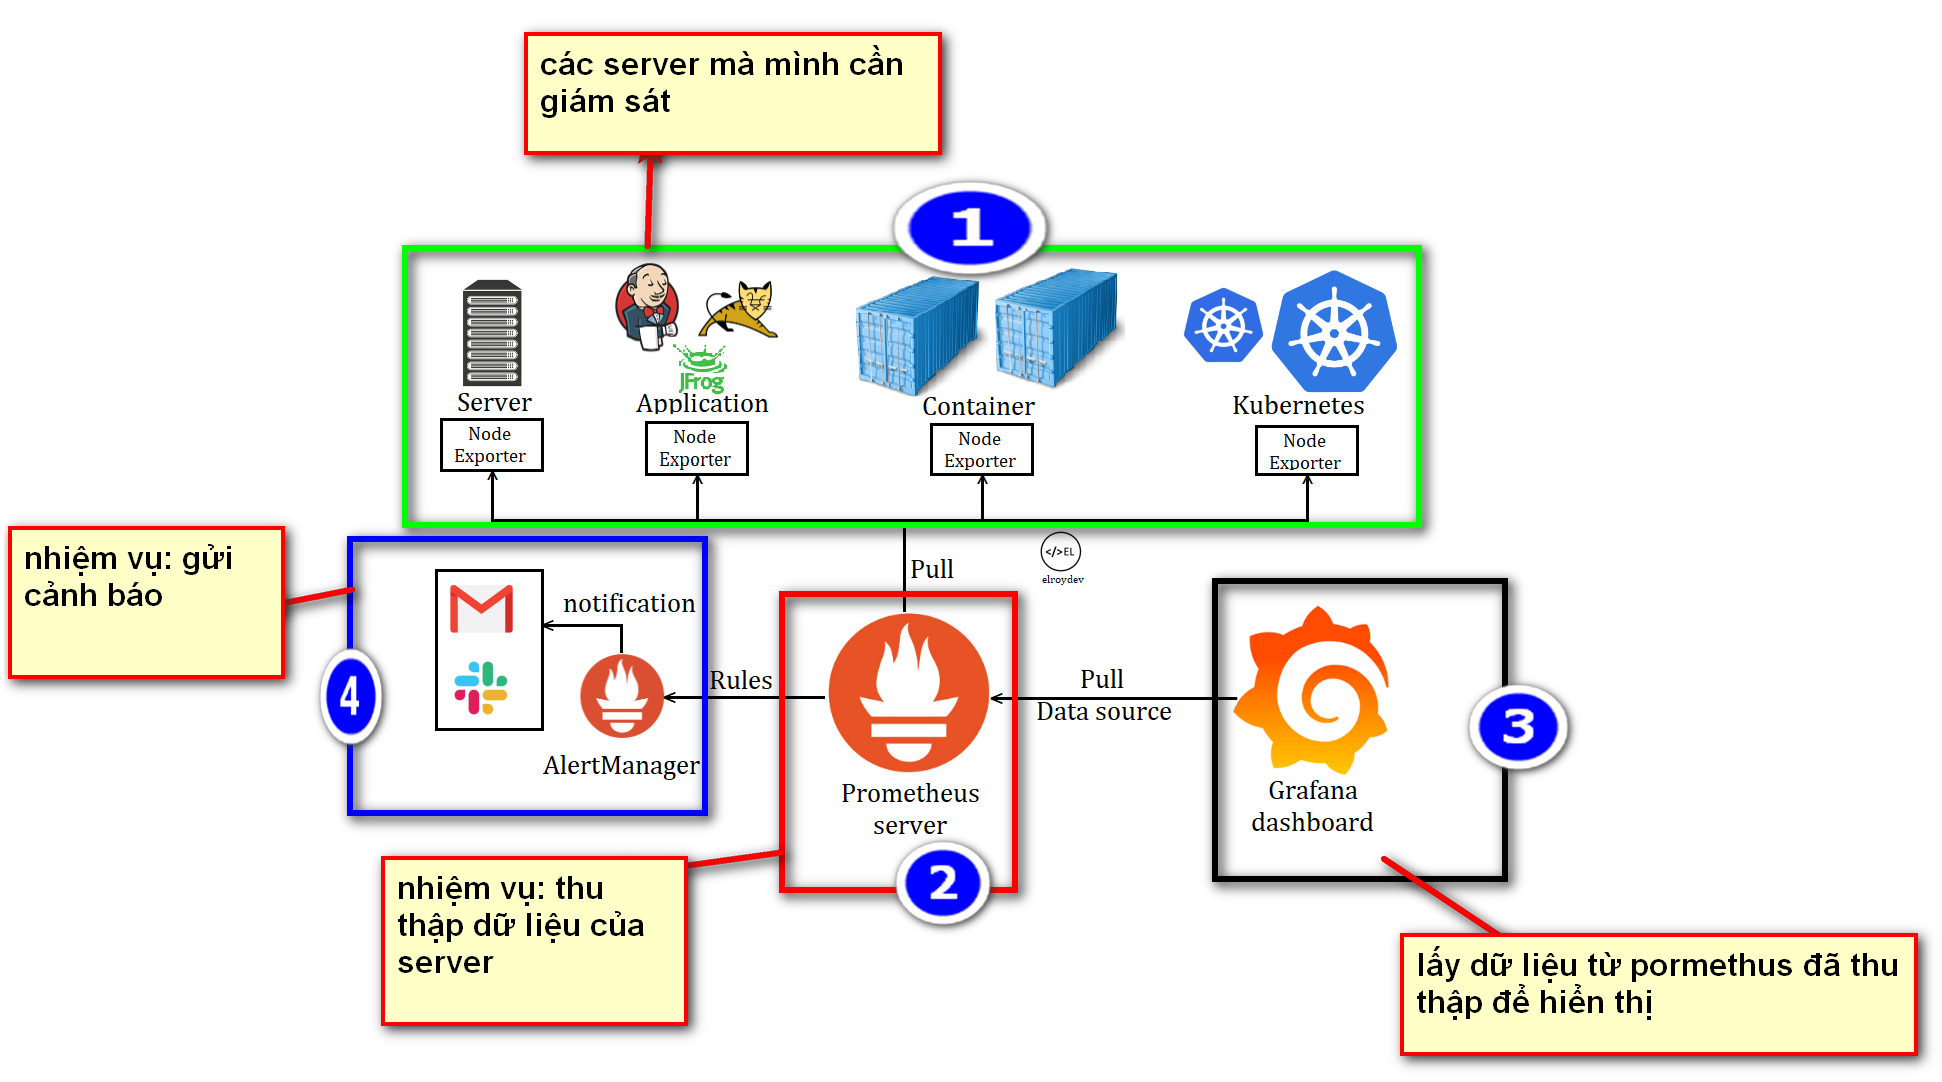 các server mà mình cần
giám sát
1
JFrog
Server
Application
Container
Kubernetes
Node
Exporter
Node
Exporter
Node
Exporter
Node
Exporter
nhiệm vụ: gửi
cảnh báo
Pull
</>EL
elroydev
notification
4
Rules
AlertManager
Prometheus
server
2
Pull
Data source
3
Grafana
dashboard
nhiệm vụ: thu
thập dữ liệu của
server
lấy dữ liệu từ pormethus đã thu
thập để hiển thị